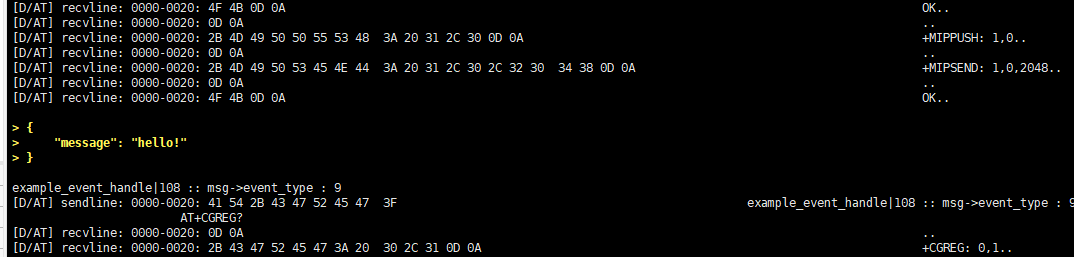 [D/AT] recvline: 0000-0020: 4F 4B 0D 0A OK..
[D/AT] recvline: 0000-0020: 0D 0A ..
[D/AT] recvline: 0000-0020: 2B 4D 49 50 50 55 53 48  3A 20 31 2C 30 0D 0A +MIPPUSH: 1,0..
[D/AT] recvline: 0000-0020: 0D 0A ..
[D/AT] recvline: 0000-0020: 2B 4D 49 50 53 45 4E 44  3A 20 31 2C 30 2C 32 30  34 38 0D 0A +MIPSEND: 1,0,2048..
[D/AT] recvline: 0000-0020: 0D 0A ..
[D/AT] recvline: 0000-0020: 4F 4B 0D 0A OK..
> {
>     "message": "hello!"
> }
example_event_handle|108 :: msg->event_type : 9
[D/AT] sendline: 0000-0020: 41 54 2B 43 47 52 45 47  3F example_event_handle|108 :: msg->event_type : 9
AT+CGREG?
[D/AT] recvline: 0000-0020: 0D 0A ..
[D/AT] recvline: 0000-0020: 2B 43 47 52 45 47 3A 20  30 2C 31 0D 0A +CGREG: 0,1..